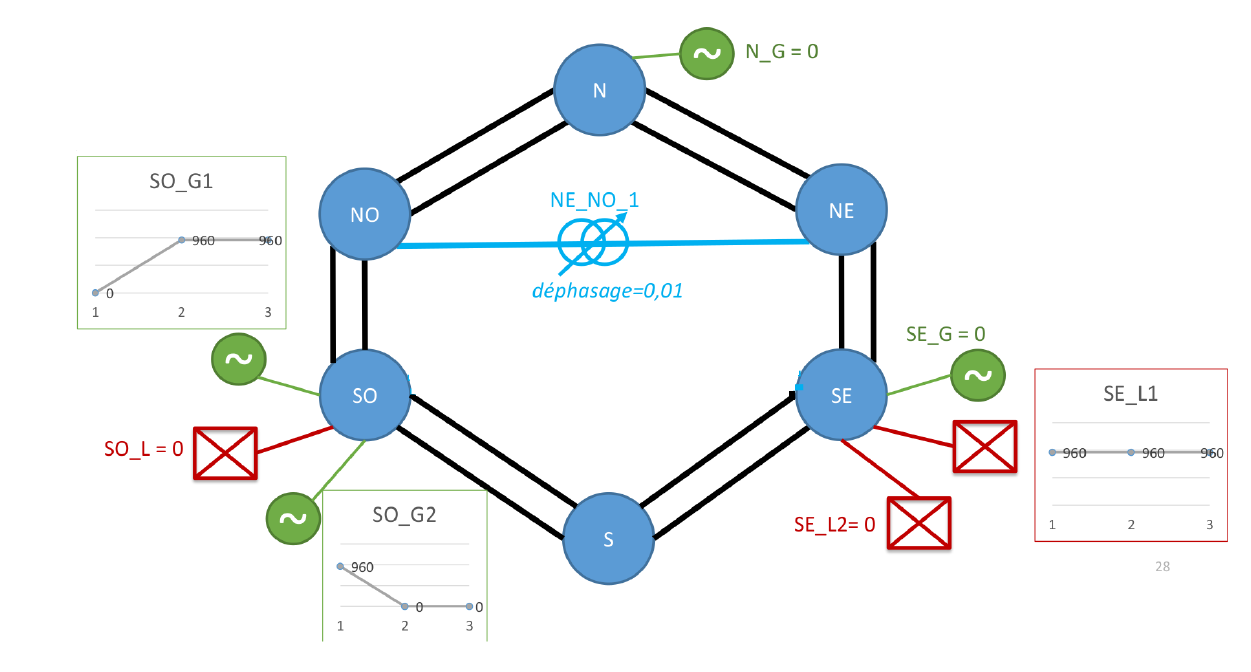 N_G = 0
N
SO_G1
960
960
0
1
2
3
NO
NE_NO_1
NE
déphasage=0,01
SE_G = 0
SO
SE
SO_L = 0
SE_L1
960
960
960
1
2
3
SO_G2
960
0
0
1
2
3
S
SE_L2= 0
28